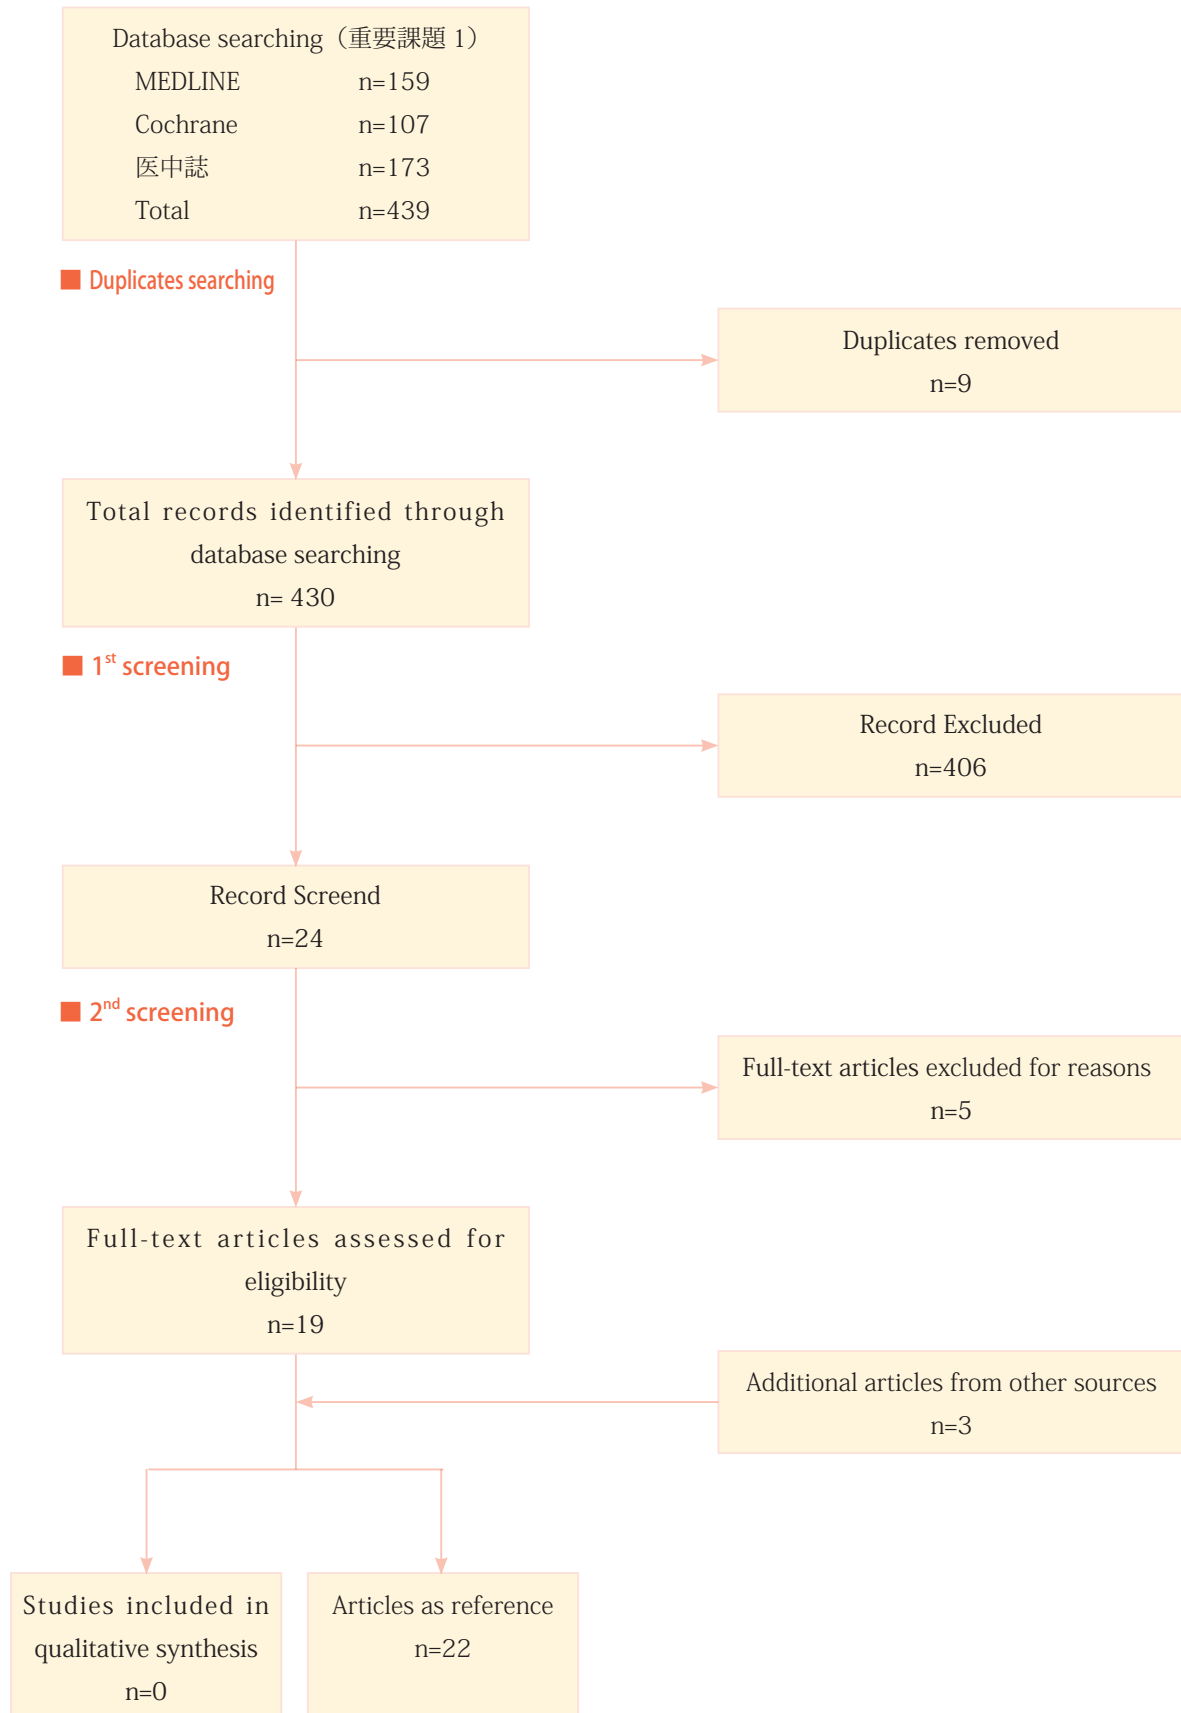 Database searching（重要課題 1）
MEDLINE n=159
Cochrane n=107
医中誌 n=173
Total n=439
■ Duplicates searching
Duplicates removed
n=9
Total records identified through
database searching
n= 430
■ 1st screening
Record Excluded
n=406
Record Screend
n=24
■ 2nd screening
Full-text articles excluded for reasons
n=5
Full-text articles assessed for
eligibility
n=19
Additional articles from other sources
n=3
Studies included in
qualitative synthesis
n=0
Articles as reference
n=22